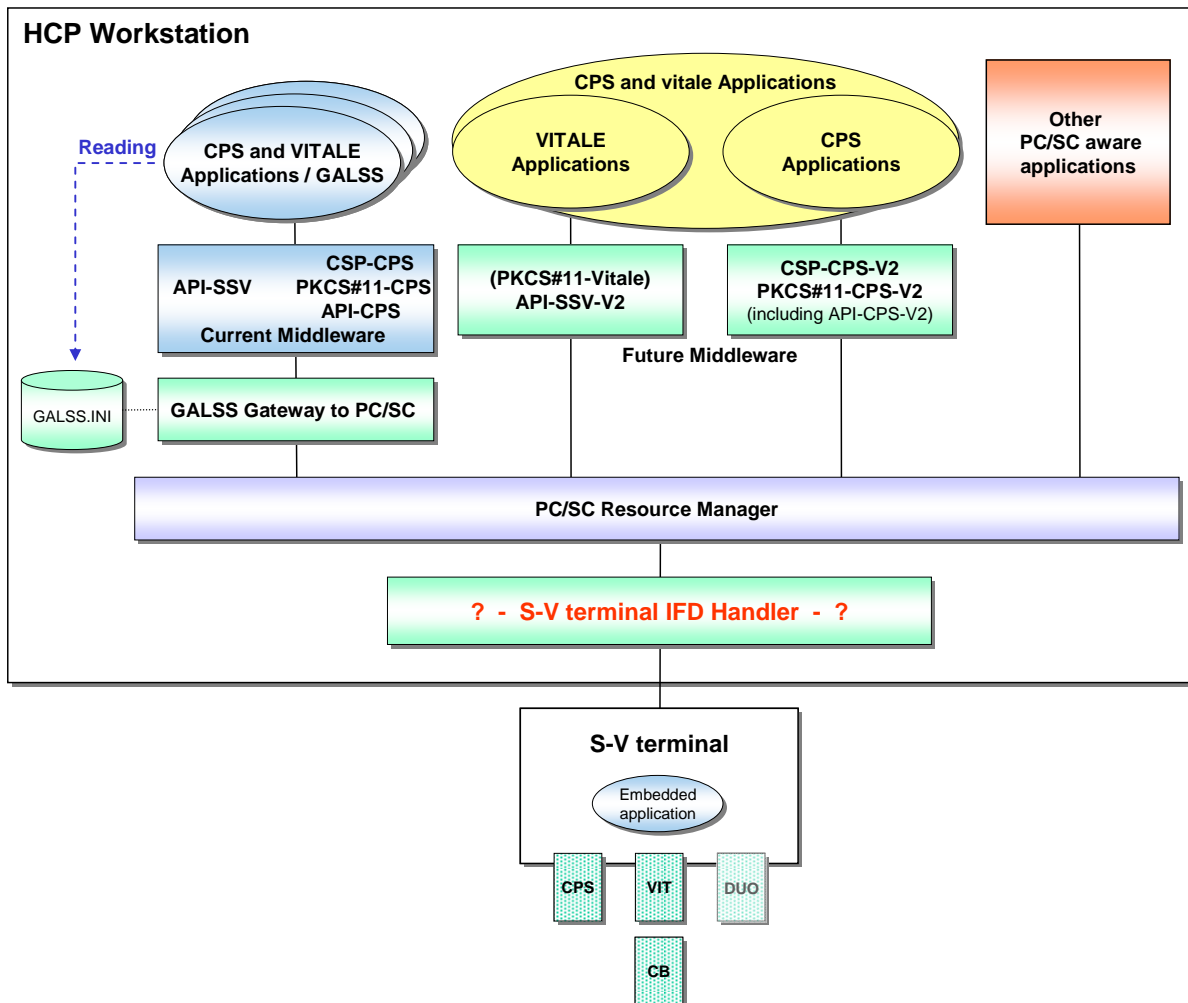 HCP Workstation
CPS and vitale Applications
Reading
CPS and VITALE
Applications / GALSS
VITALE
Applications
CPS
Applications
Other
PC/SC aware
applications
API-SSV
CSP-CPS
PKCS#11-CPS
API-CPS
Current Middleware
(PKCS#11-Vitale)
API-SSV-V2
CSP-CPS-V2
PKCS#11-CPS-V2
(including API-CPS-V2)
Future Middleware
GALSS.INI
GALSS Gateway to PC/SC
PC/SC Resource Manager
? - S-V terminal IFD Handler - ?
S-V terminal
Embedded
application
CPS
VIT
DUO
CB